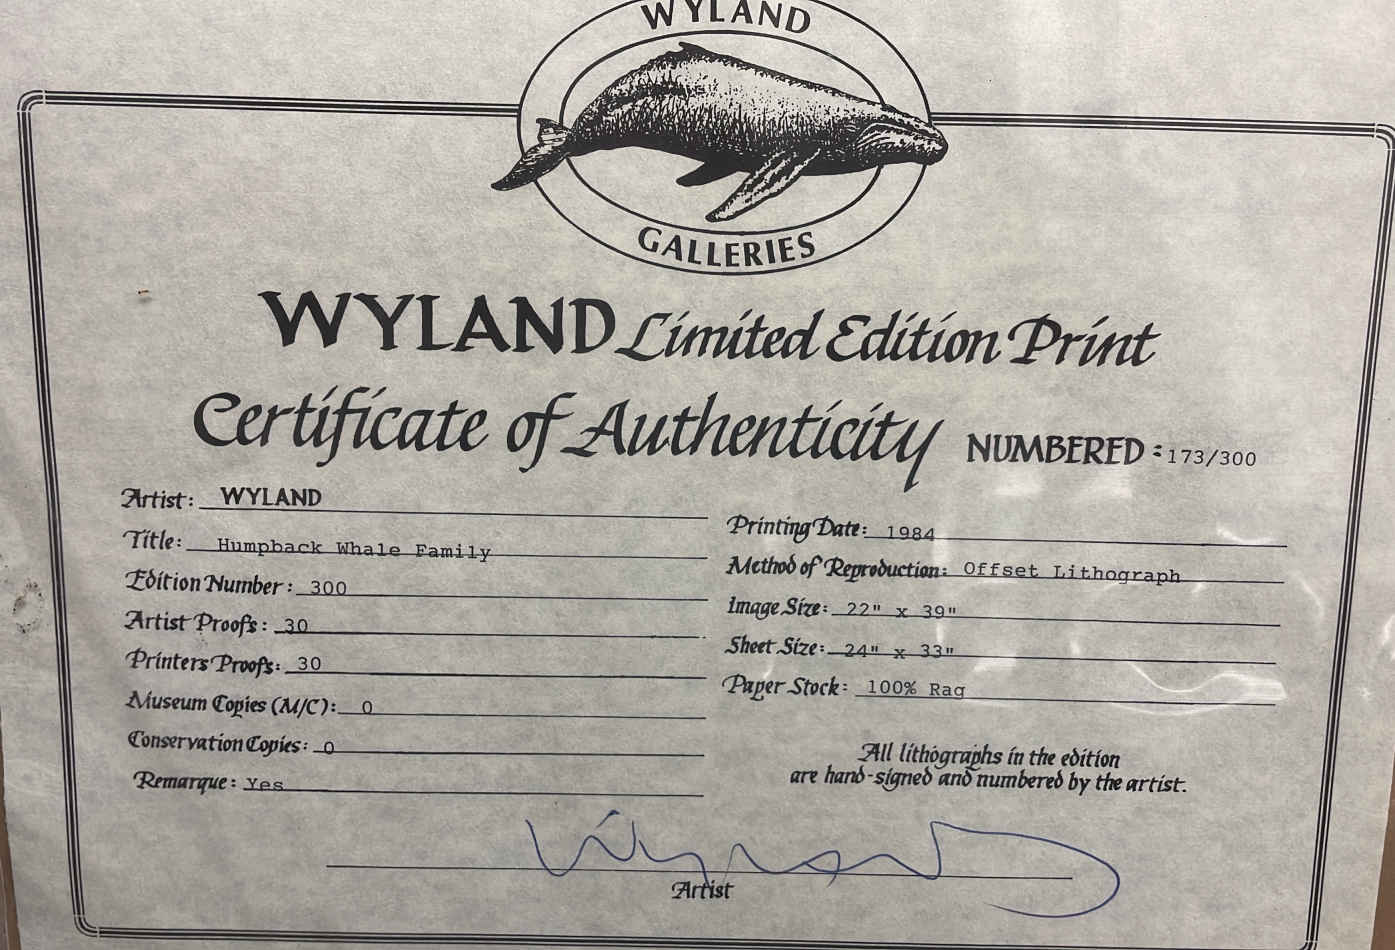 WYLAND
GALLERIES
WYLAND Limited Edition Print
Certificate of Authenticity NUMBERED: 173/300
Artist: WYLAND
Title: Humpback Whale Family
Edition Number: 300
Artist Proofs: 30
Printers Proofs: 30
Museum Copies (M/C): 0
Conservation Copies: 0
Remarque: Yes
Printing Date: 1984
Method of Reproduction: Offset Lithograph
Image Size: 22" x 39"
Sheet Size: 24" x 33"
Paper Stock: 100% Rag
All lithographs in the edition
are hand-signed and numbered by the artist.
Wyland
Artist